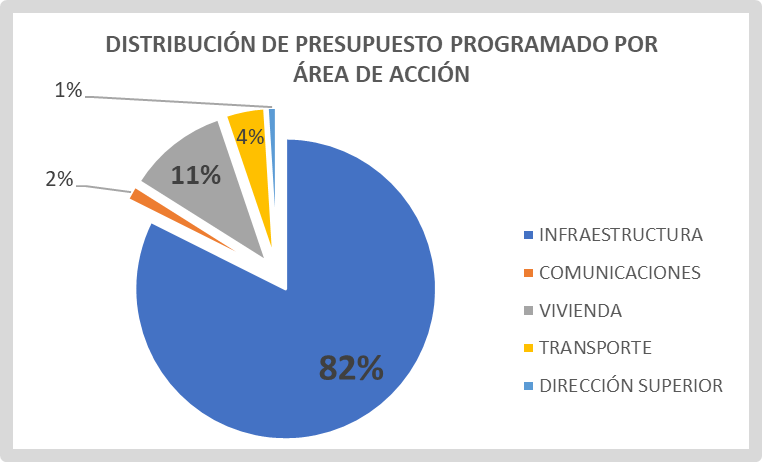 DISTRIBUCIÓN DE PRESUPUESTO PROGRAMADO POR
ÁREA DE ACCIÓN
1%
4%
11%
2%
82%
INFRAESTRUCTURA
COMUNICACIONES
VIVIENDA
TRANSPORTE
DIRECCIÓN SUPERIOR